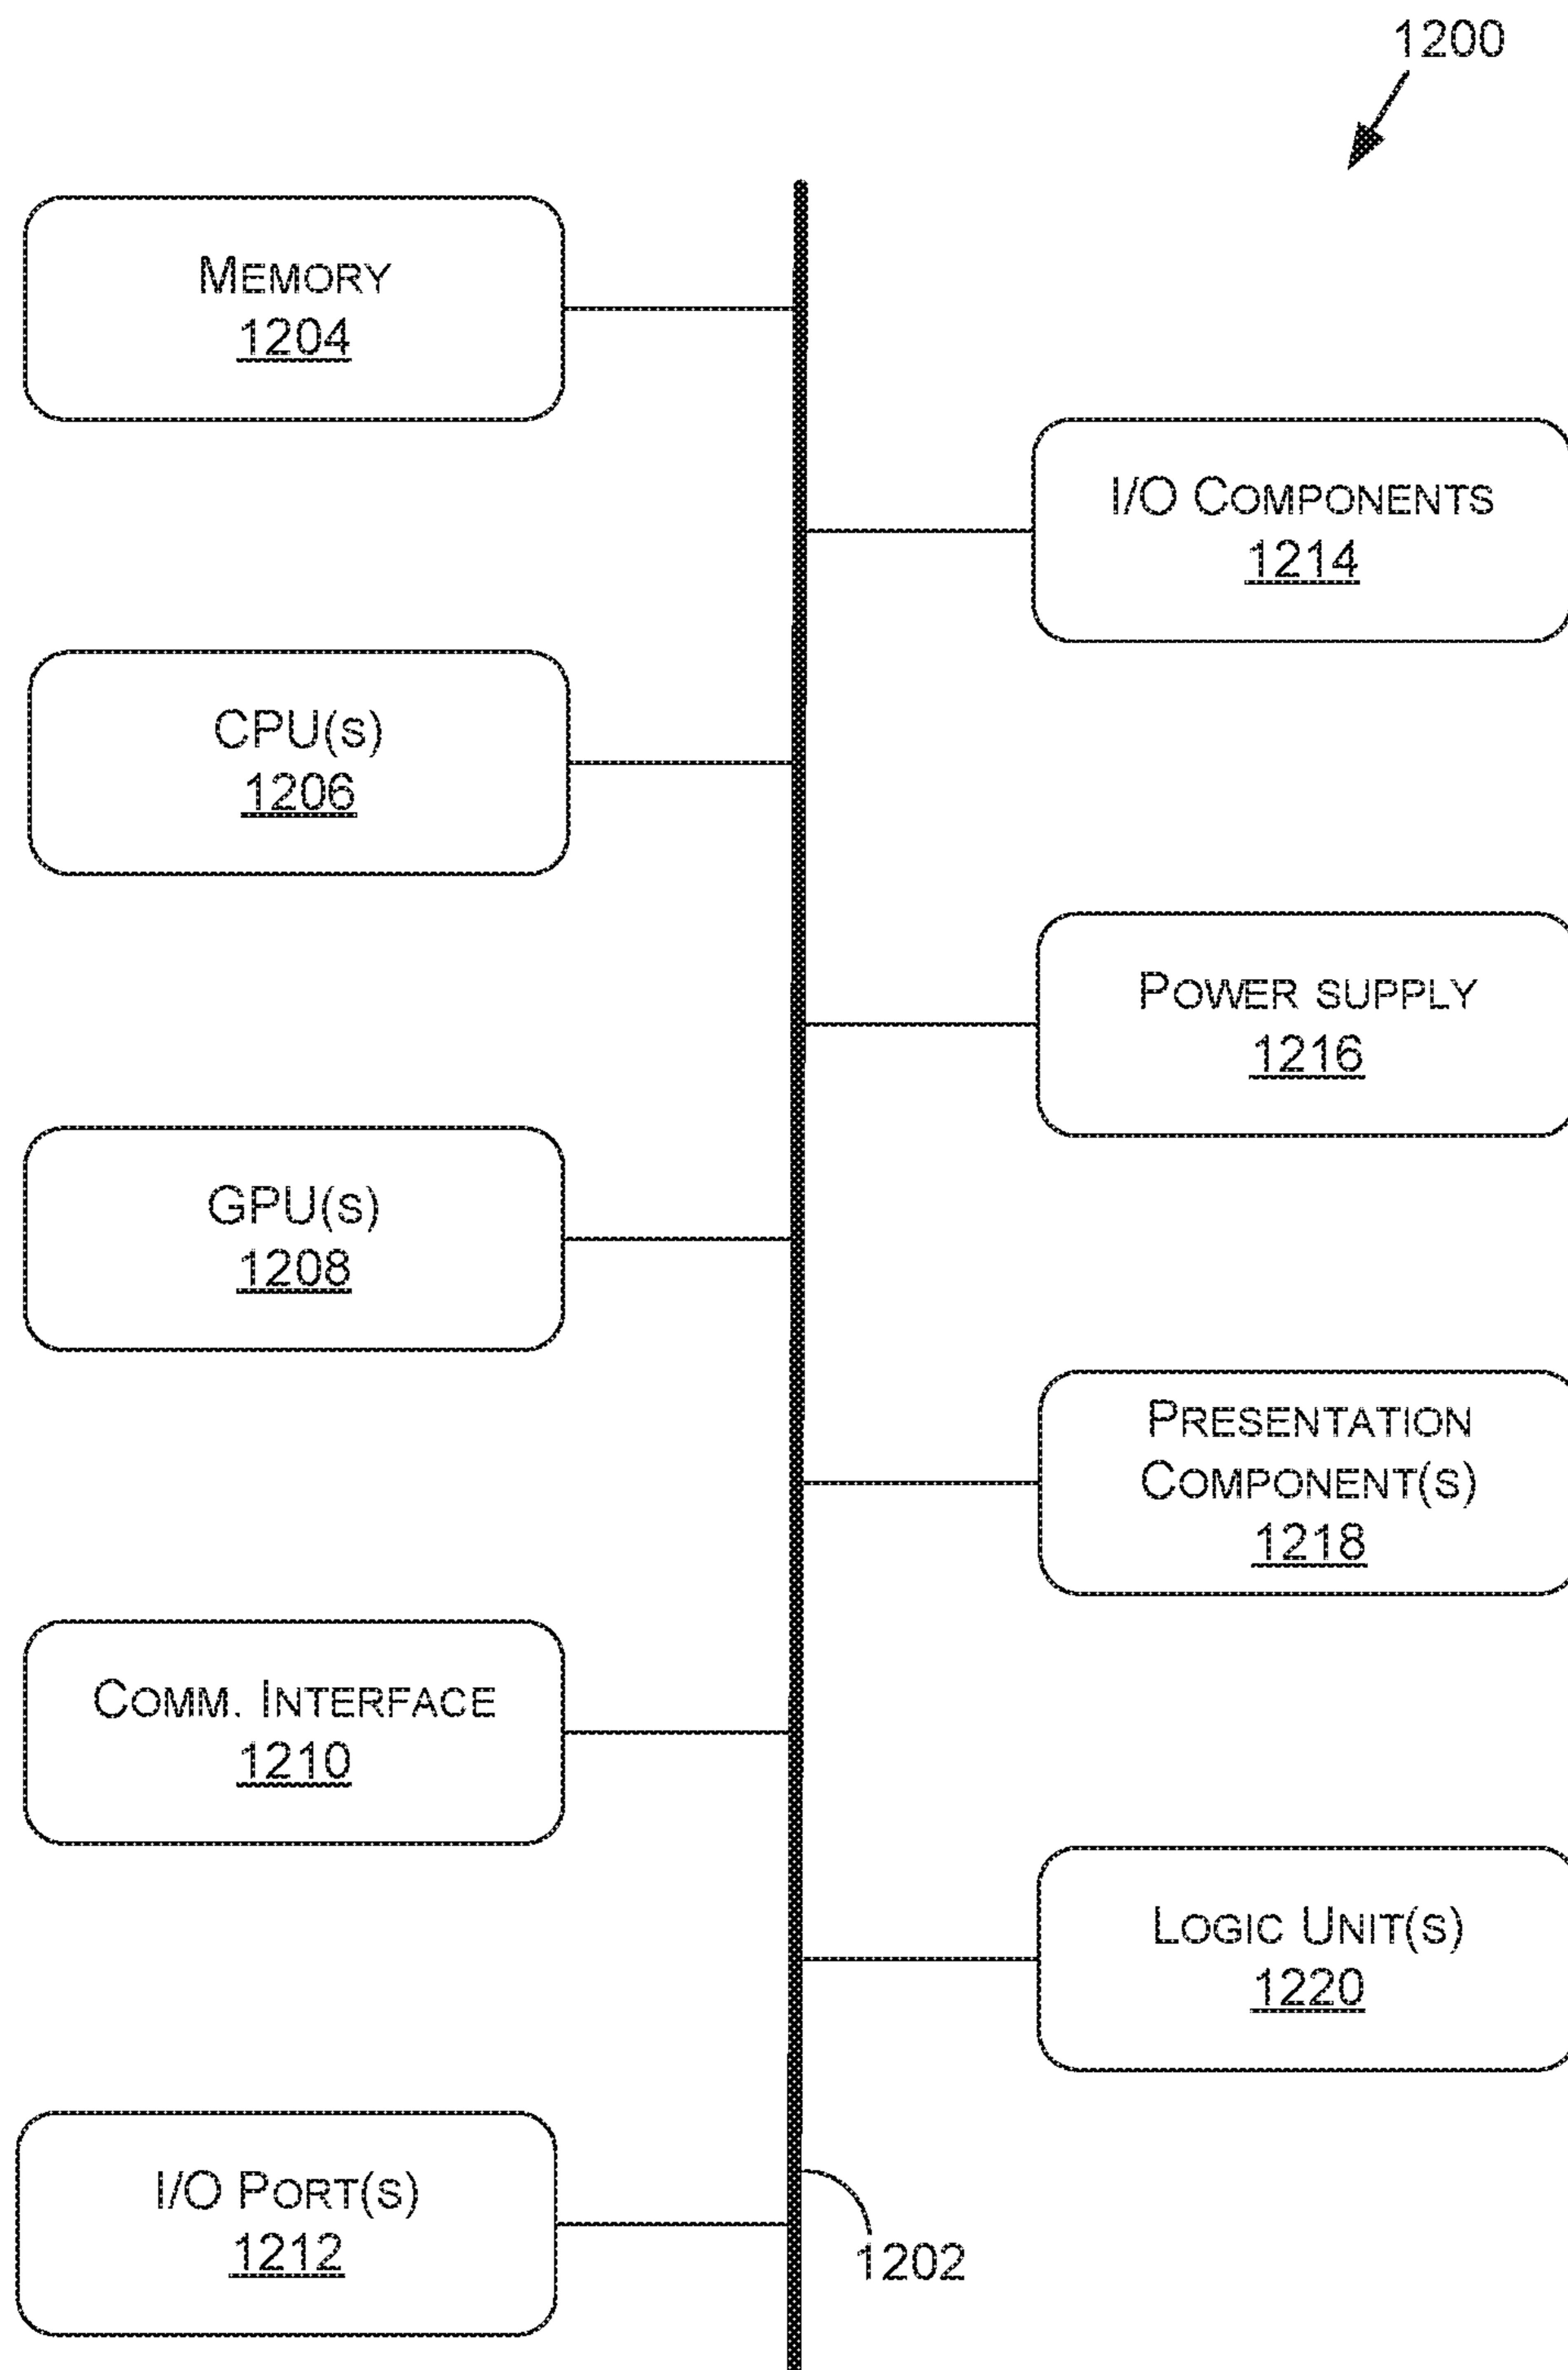 1200
MEMORY
1204
I/O COMPONENTS
1214
CPU(s)
1206
POWER SUPPLY
1216
GPU(s)
1208
PRESENTATION
COMPONENT(S)
1218
COMM. INTERFACE
1210
LOGIC UNIT(S)
1220
I/O PORT(S)
1212
1202